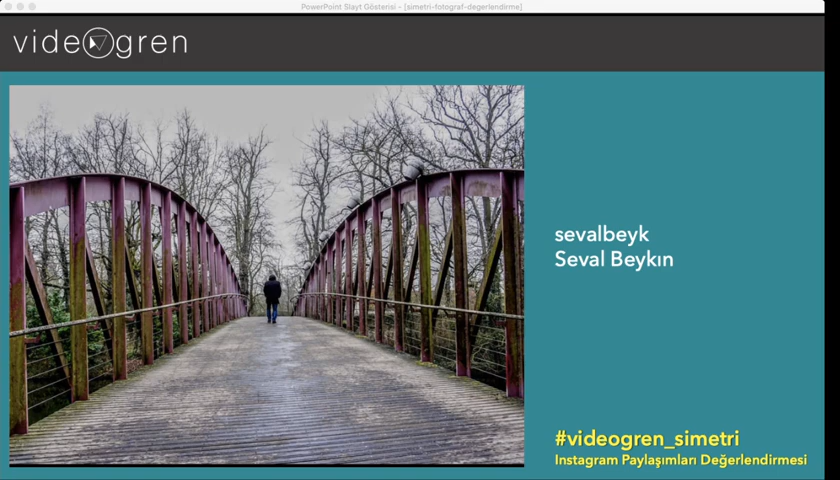 PowerPoint Slayt Gösterisi - [simetri-fotograf-degerlendirme]
videogren
sevalbeyk
Seval Beykın
#videogren_simetri
Instagram Paylaşımları Değerlendirmesi